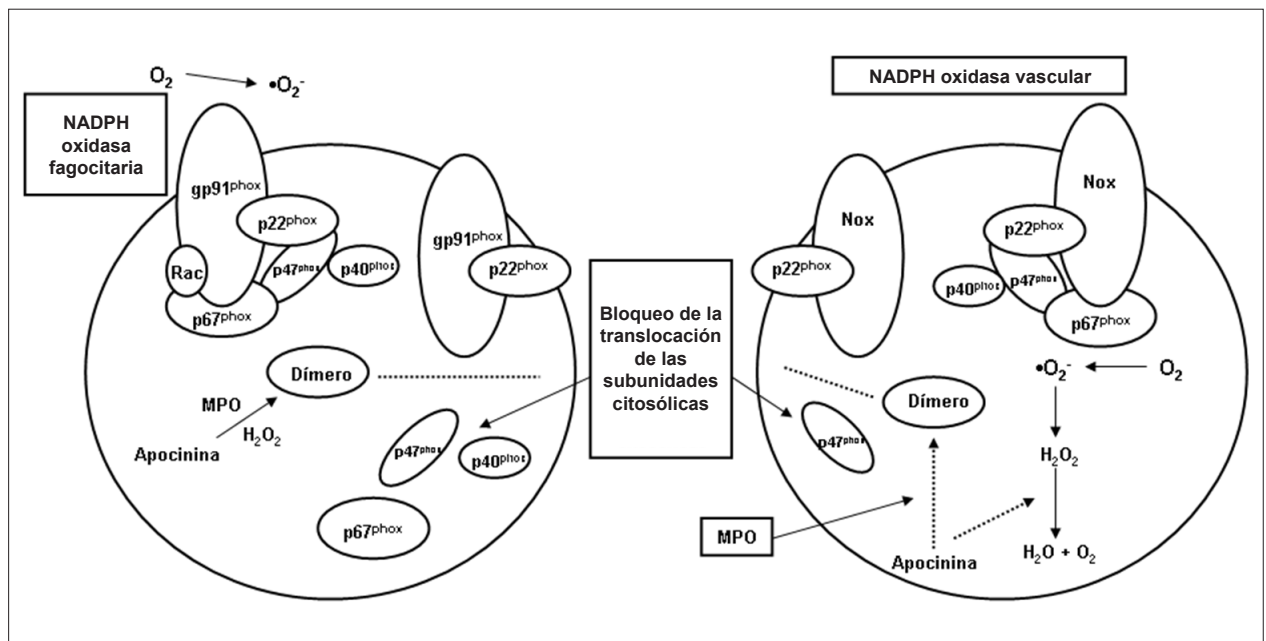 O₂ •O₂⁻
NADPH
oxidasa
fagocitaria
gp91phox
p22phox
Rac
p47phox
p40phox
p67phox
gp91phox
p22phox
Dímero
MPO
H₂O₂
Apocinina
p47phox
p40phox
p67phox
Bloqueo de la
translocación
de las
subunidades
citosólicas
NADPH oxidasa vascular
Nox
p22phox
Nox
p22phox
p40phox
p47phox
p67phox
•O₂⁻ O₂
Dímero
p47phox
H₂O₂
MPO
Apocinina
H₂O + O₂